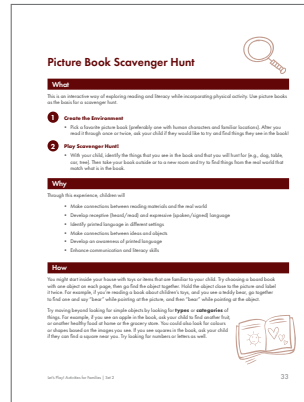 Picture Book Scavenger Hunt
What
This is an interactive way of exploring reading and literacy while incorporating physical activity. Use picture books
as the basis for a scavenger hunt.
1 Create the Environment
• Pick a favorite picture book (preferably one with human characters and familiar locations). After you
read it through once or twice, ask your child if they would like to try and find things they see in the book!
2 Play Scavenger Hunt!
• With your child, identify the things that you see in the book and that you will hunt for (e.g., dog, table,
car, tree). Then take your book outside or to a new room and try to find things from the real world that
match what is in the book.
Why
Through this experience, children will
• Make connections between reading materials and the real world
• Develop receptive (heard/read) and expressive (spoken/signed) language
• Identify printed language in different settings
• Make connections between ideas and objects
• Develop an awareness of printed language
• Enhance communication and literacy skills
How
You might start inside your house with toys or items that are familiar to your child. Try choosing a board book
with one object on each page, then go find the object together. Hold the object close to the picture and label
it twice. For example, if you're reading a book about children's toys, and you see a teddy bear, go together
to find one and say "bear" while pointing at the picture, and then "bear" while pointing at the object.
Try moving beyond looking for simple objects by looking for types or categories of
things. For example, if you see an apple in the book, ask your child to find another fruit,
or another healthy food at home or the grocery store. You could also look for colours
or shapes based on the images you see. If you see squares in the book, ask your child
if they can find a square near you. Try looking for numbers or letters as well.
Let's Play! Activities for Families | Set 2
33